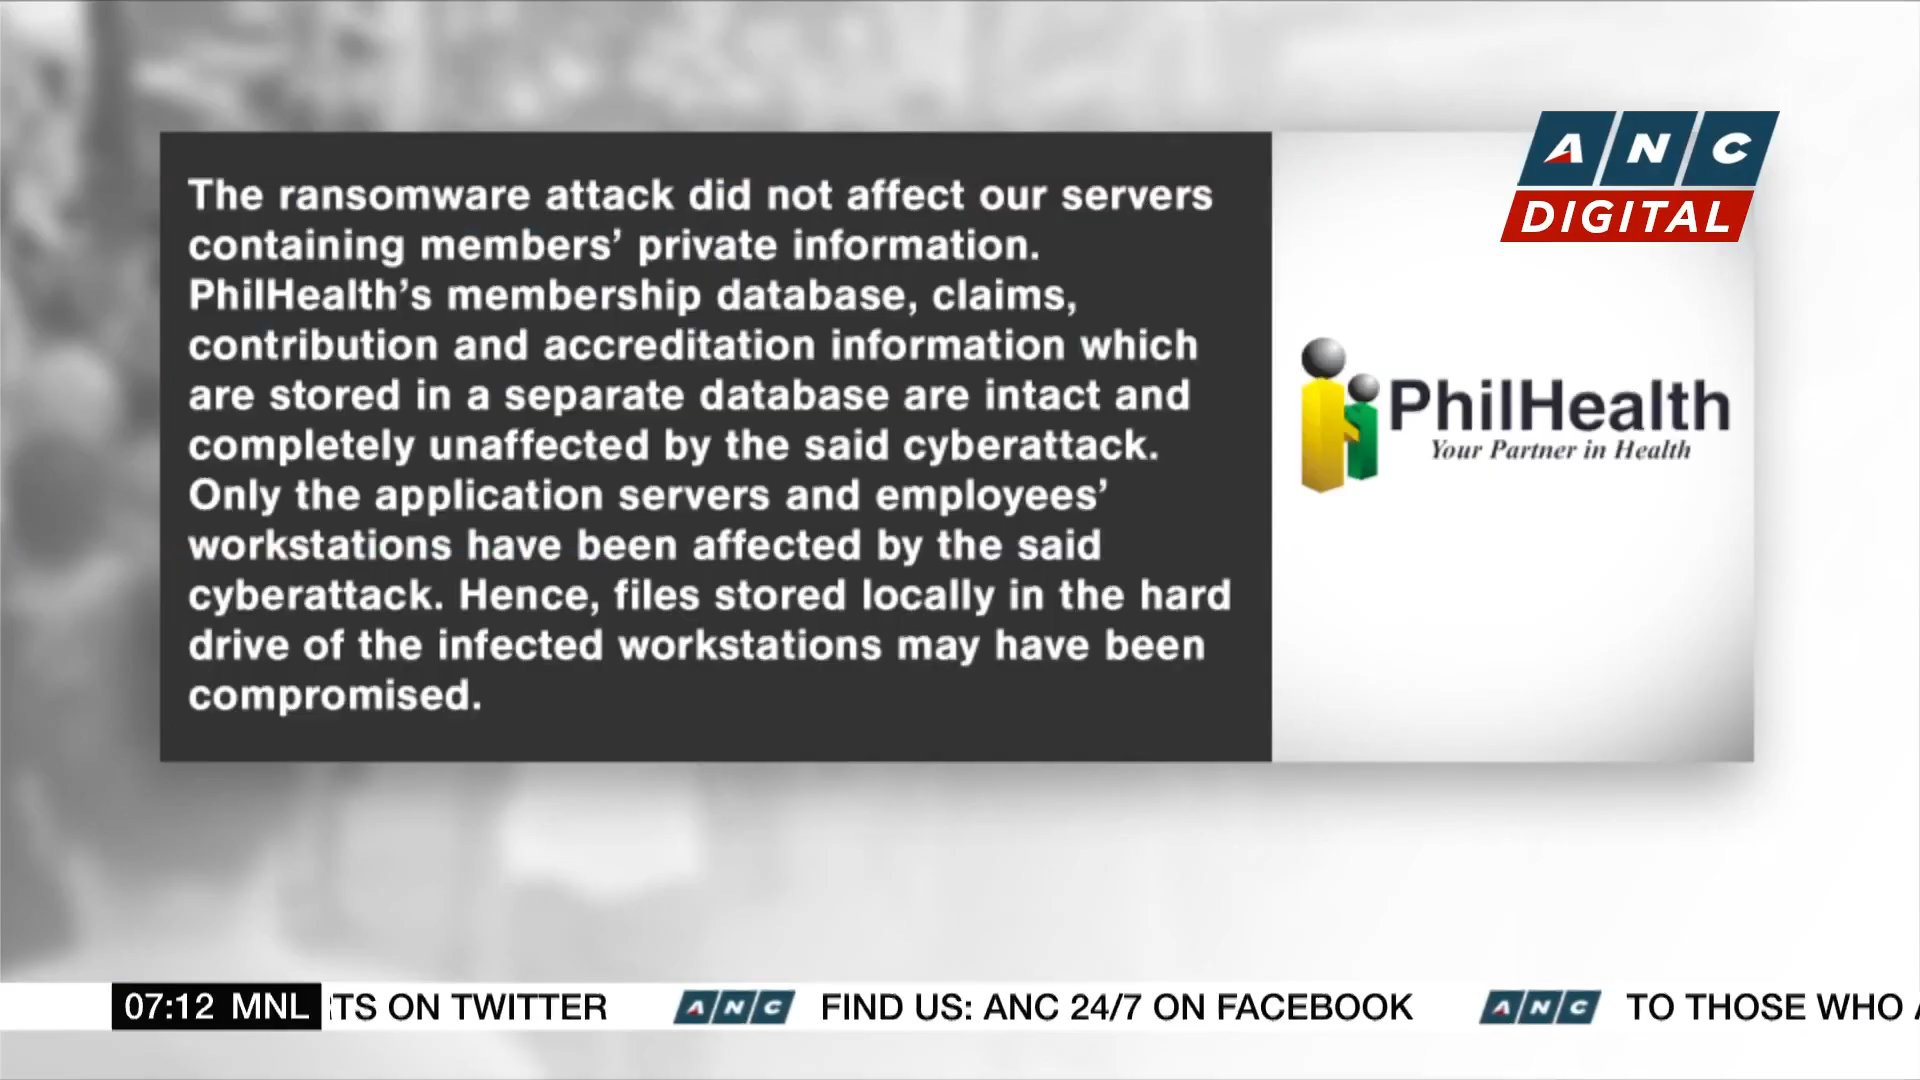 ANC
DIGITAL
The ransomware attack did not affect our servers
containing members’ private information.
PhilHealth’s membership database, claims,
contribution and accreditation information which
are stored in a separate database are intact and
completely unaffected by the said cyberattack.
Only the application servers and employees’
workstations have been affected by the said
cyberattack. Hence, files stored locally in the hard
drive of the infected workstations may have been
compromised.
PhilHealth
Your Partner in Health
07:12 MNL TS ON TWITTER ANC FIND US: ANC 24/7 ON FACEBOOK ANC TO THOSE WHO